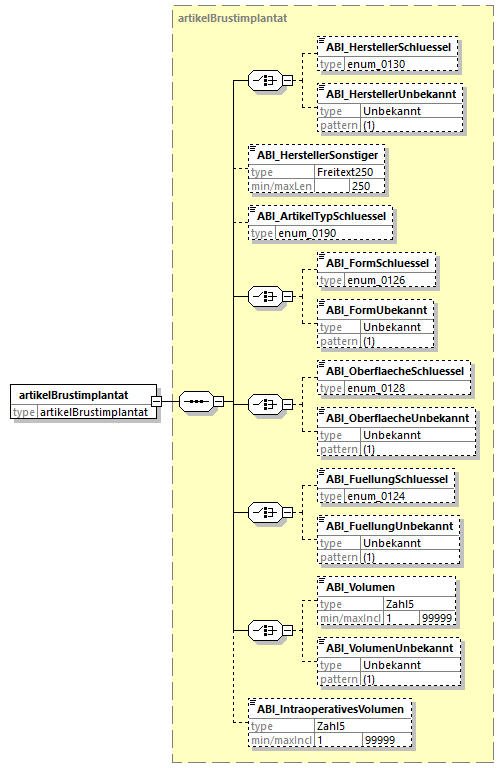 artikelBrustimplantat
ABI_HerstellerSchluessel
type enum_0130
ABI_HerstellerUnbekannt
type Unbekannt
pattern (1)
ABI_HerstellerSonstiger
type Freitext250
min/maxLen 250
ABI_ArtikelTypSchluessel
type enum_0190
ABI_FormSchluessel
type enum_0126
ABI_FormUbekannt
type Unbekannt
pattern (1)
artikelBrustimplantat
type artikelBrustimplantat
ABI_OberflaecheSchluessel
type enum_0128
ABI_OberflaecheUnbekannt
type Unbekannt
pattern (1)
ABI_FuellungSchluessel
type enum_0124
ABI_FuellungUnbekannt
type Unbekannt
pattern (1)
ABI_Volumen
type Zahl5
min/maxIncl 1 99999
ABI_VolumenUnbekannt
type Unbekannt
pattern (1)
ABI_IntraoperativesVolumen
type Zahl5
min/maxIncl 1 99999